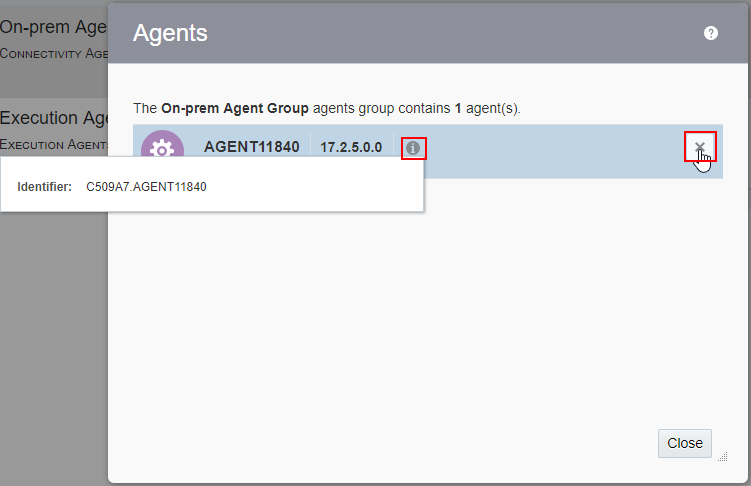 Agents
?
On-prem Age
CONNECTIVITY AGE
The On-prem Agent Group agents group contains 1 agent(s).
Execution Age
EXECUTION AGENTS
AGENT11840 17.2.5.0.0 i ×
Identifier: C509A7.AGENT11840
Close